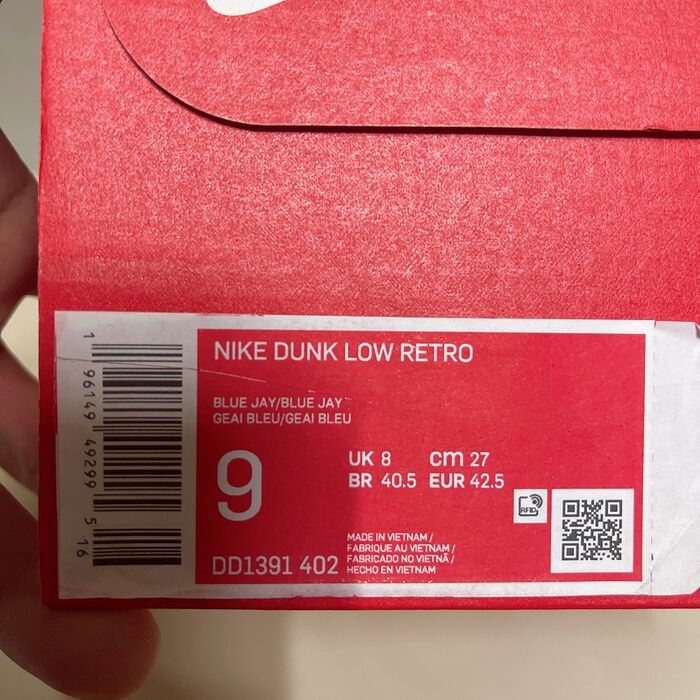 NIKE DUNK LOW RETRO
BLUE JAY/BLUE JAY
GEAI BLEU/GEAI BLEU
9
UK 8 cm 27
BR 40.5 EUR 42.5
RFID
MADE IN VIETNAM /
FABRIQUE AU VIETNAM /
FABRICADO NO VIETNÃ /
HECHO EN VIETNAM
DD1391 402
1 96149 49299 5 16